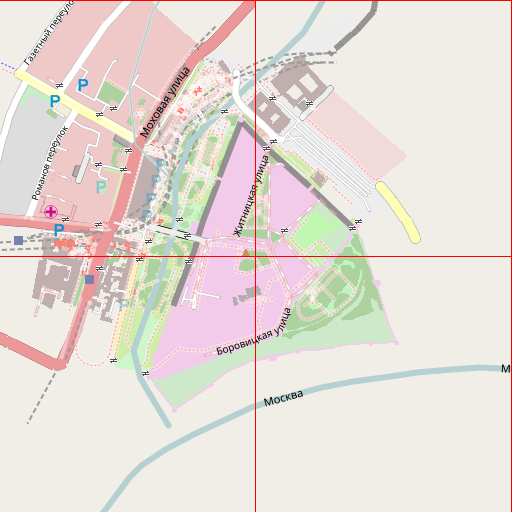 Газетный переулок
P
P
Моховая улица
Романов переулок
P
P
P
P
Житницкая улица
P
P
Боровицкая улица
Москва
М